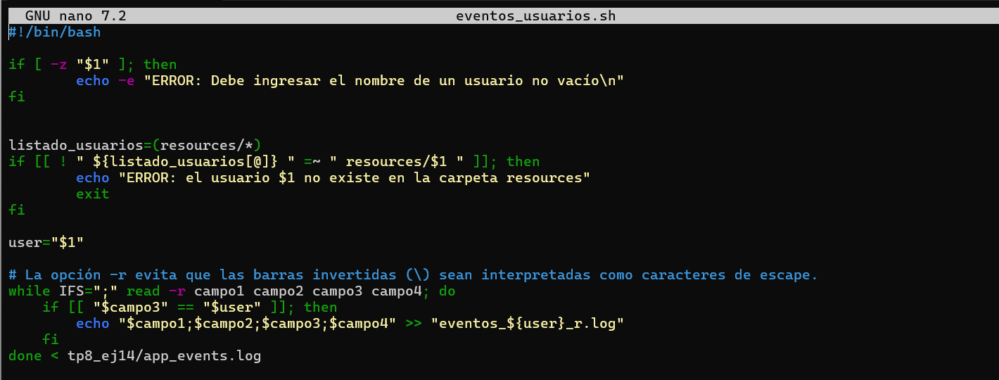 GNU nano 7.2 eventos_usuarios.sh
#!/bin/bash
if [ -z "$1" ]; then
echo -e "ERROR: Debe ingresar el nombre de un usuario no vacío\n"
fi
listado_usuarios=(resources/*)
if [[ ! " ${listado_usuarios[@]} " =~ " resources/$1 " ]]; then
echo "ERROR: el usuario $1 no existe en la carpeta resources"
exit
fi
user="$1"
# La opción -r evita que las barras invertidas (\) sean interpretadas como caracteres de escape.
while IFS=";" read -r campo1 campo2 campo3 campo4; do
if [[ "$campo3" == "$user" ]]; then
echo "$campo1;$campo2;$campo3;$campo4" >> "eventos_${user}_r.log"
fi
done < tp8_ej14/app_events.log